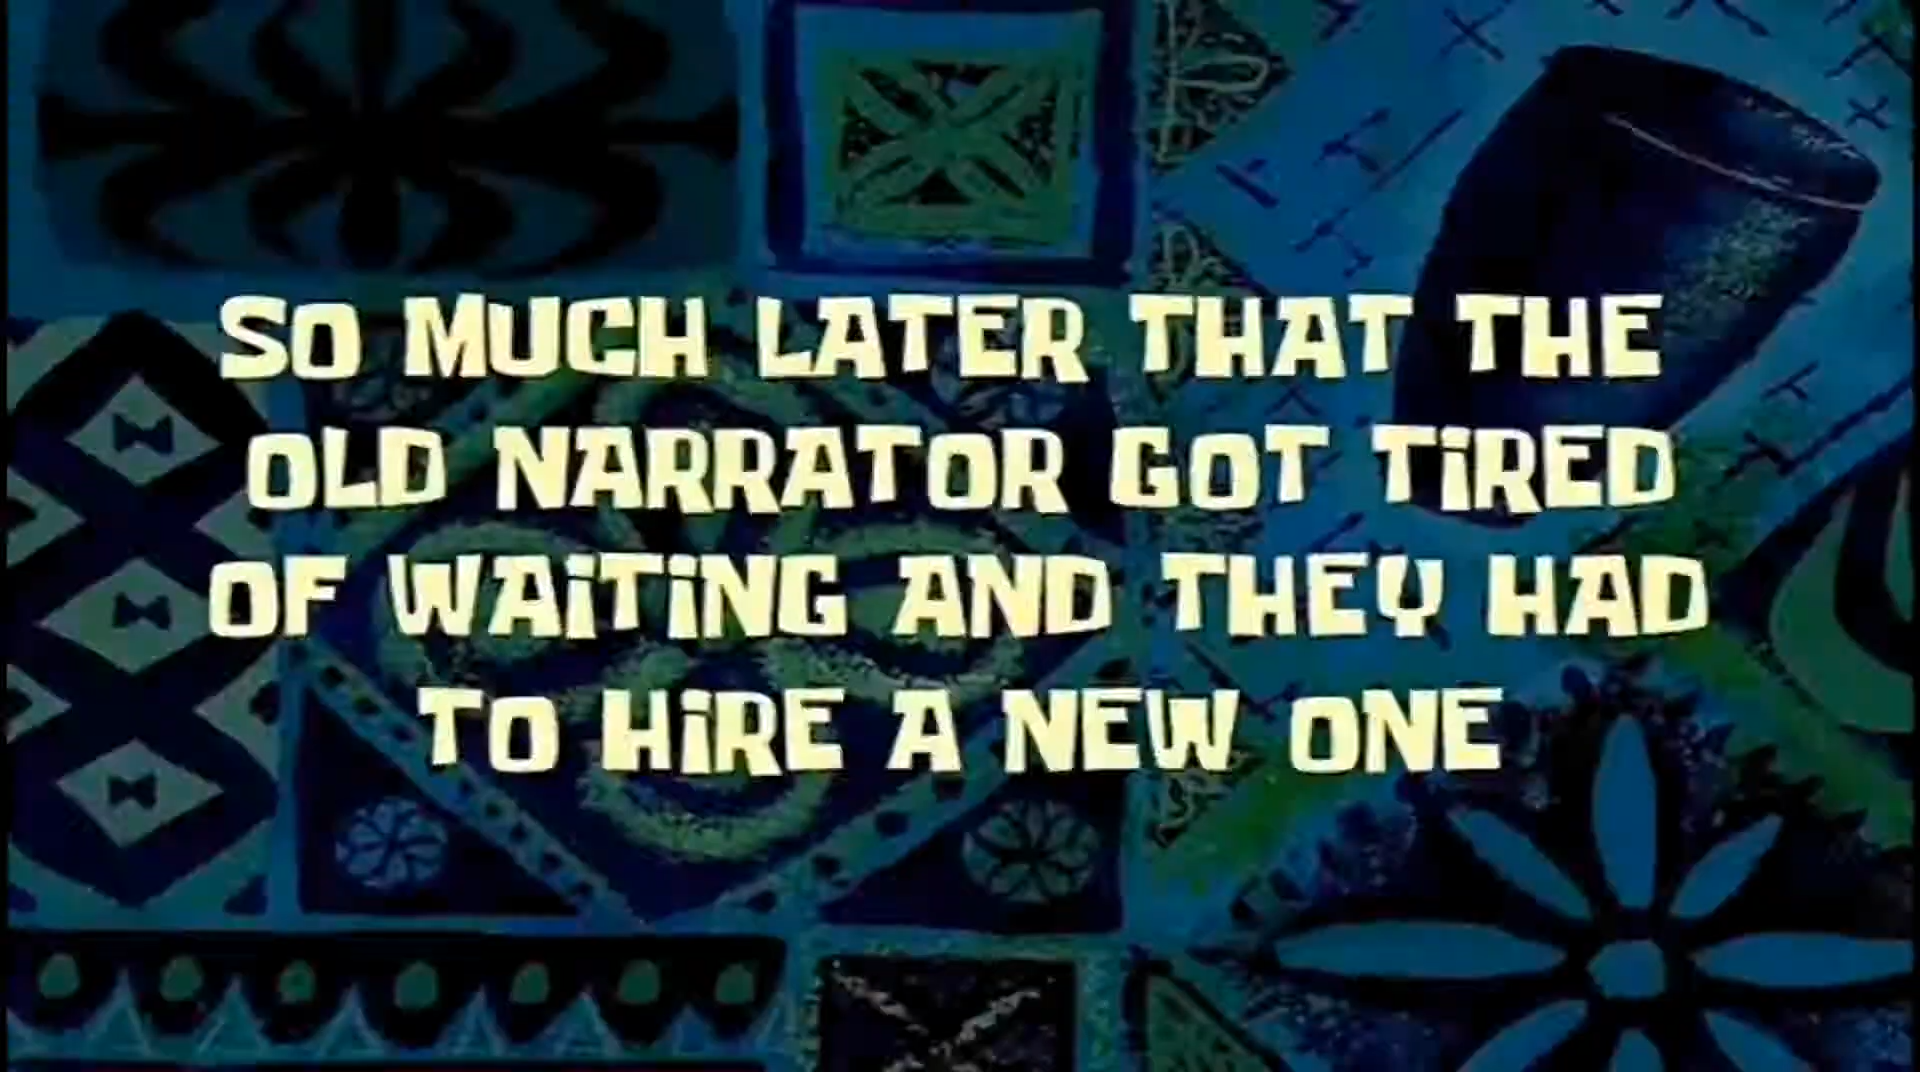 SO MUCH LATER THAT THE
OLD NARRATOR GOT TiRED
OF WAiTiNG AND THEY HAD
TO HiRE A NEW ONE